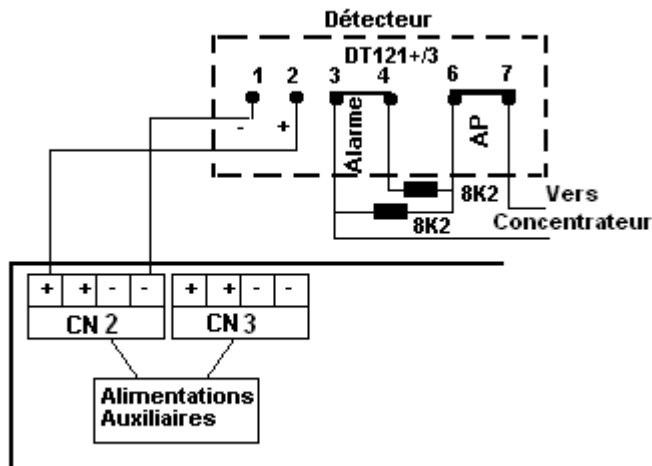 Détecteur
DT121+/3
1 2 3 4 6 7
- +
Alarme
AP
8K2
8K2
Vers
Concentrateur
+ + - -
+ + - -
CN 2
CN 3
Alimentations
Auxiliaires